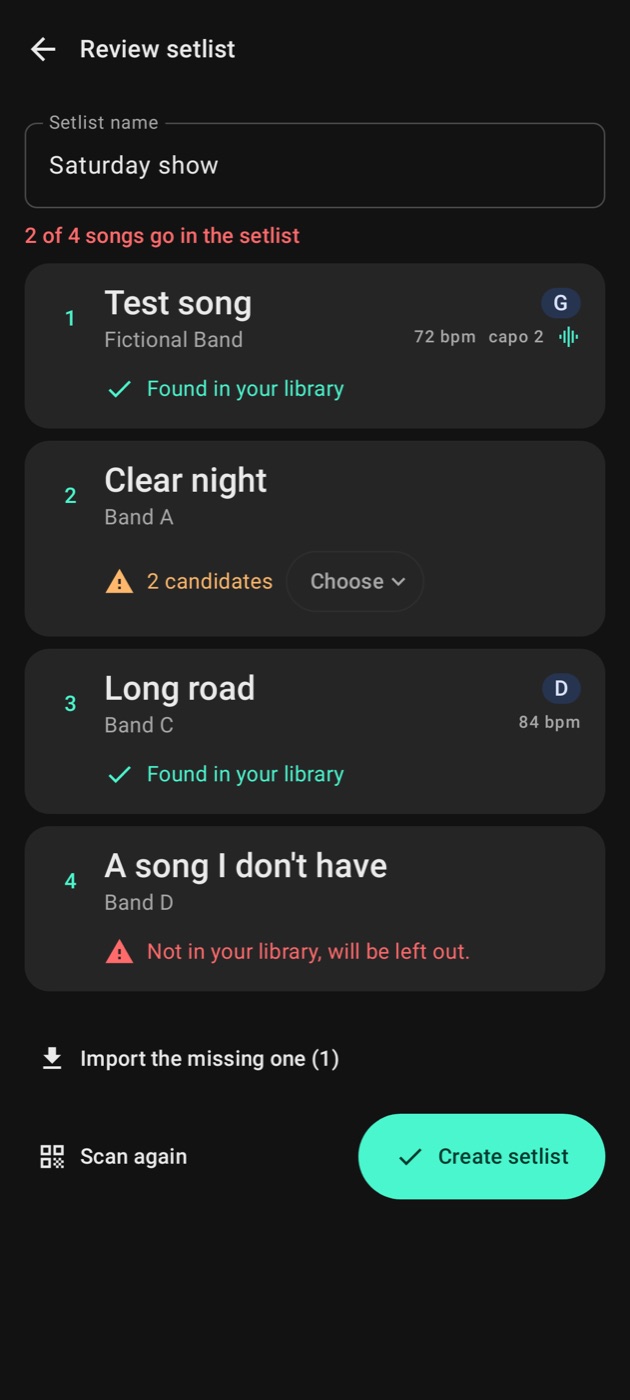 Review setlist
Setlist name
Saturday show
2 of 4 songs go in the setlist
1
Test song
G
Fictional Band
72 bpm capo 2
Found in your library
2
Clear night
Band A
2 candidates
Choose
3
Long road
D
Band C
84 bpm
Found in your library
4
A song I don't have
Band D
Not in your library, will be left out.
Import the missing one (1)
Scan again
Create setlist